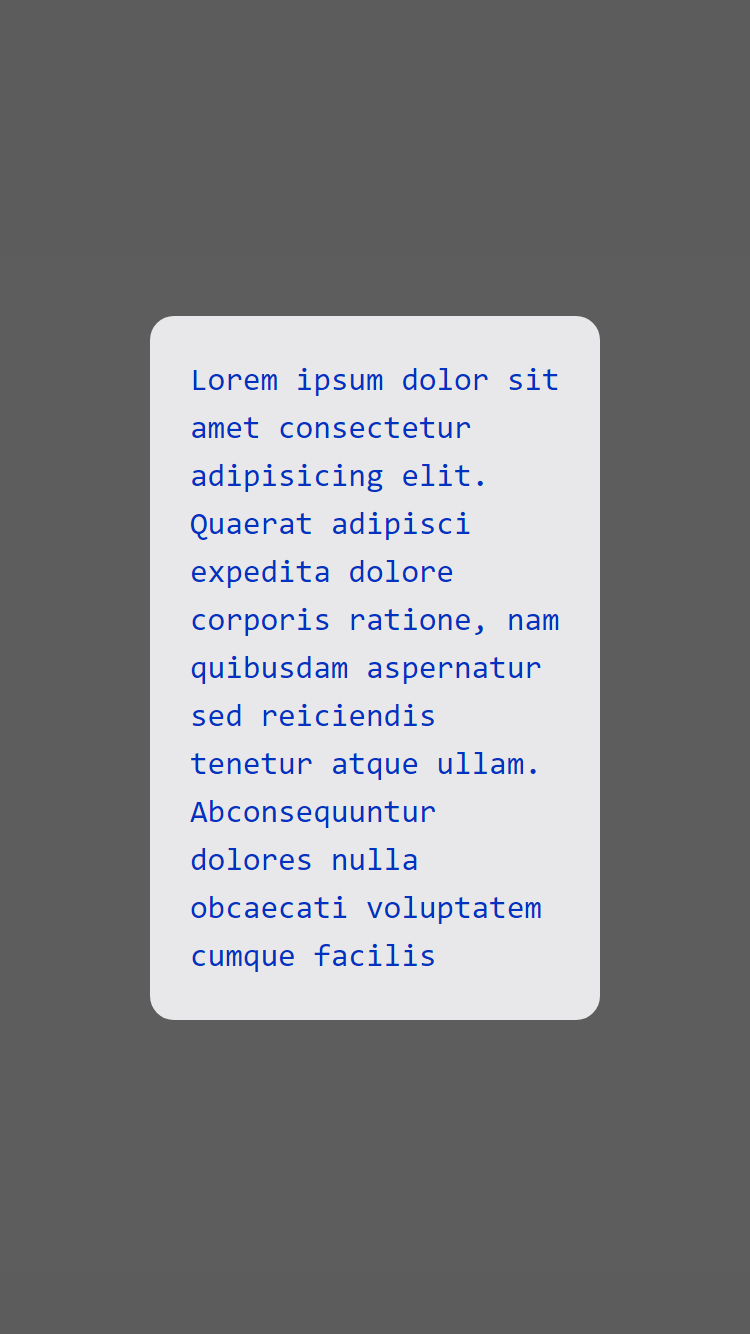 Lorem ipsum dolor sit
amet consectetur
adipisicing elit.
Quaerat adipisci
expedita dolore
corporis ratione, nam
quibusdam aspernatur
sed reiciendis
tenetur atque ullam.
Abconsequuntur
dolores nulla
obcaecati voluptatem
cumque facilis